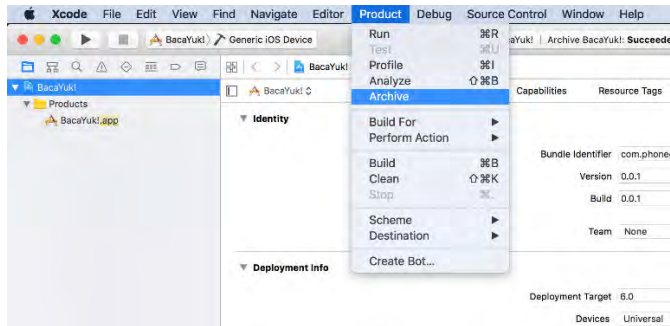 Xcode File Edit View Find Navigate Editor Product Debug Source Control Window Help
BacaYuk! Generic iOS Device
Archive BacaYuk!: Succeede
BacaYuk!
Products
BacaYuk!.app
BacaYuk!
BacaYuk!
Capabilities Resource Tags
Run ⌘R
Test ⌘U
Profile ⌘I
Analyze ⇧⌘B
Archive
Build For
Perform Action
Build ⌘B
Clean ⇧⌘K
Stop ⌘.
Scheme
Destination
Create Bot...
Identity
Bundle Identifier com.phone
Version 0.0.1
Build 0.0.1
Team None
Deployment Info
Deployment Target 6.0
Devices Universal